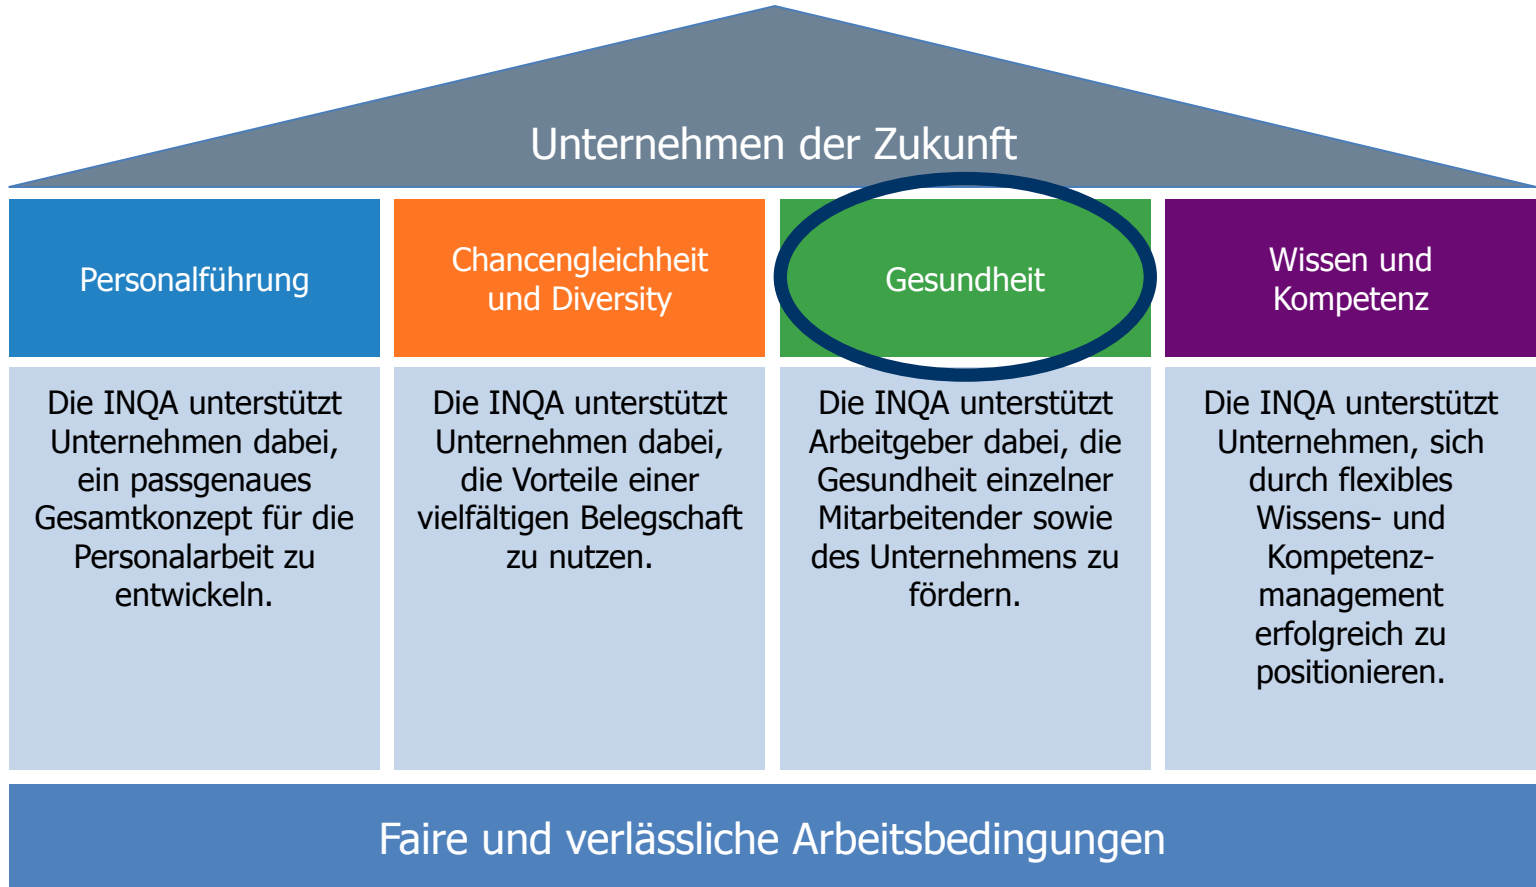 Unternehmen der Zukunft
Personalführung
Chancengleichheit
und Diversity
Gesundheit
Wissen und
Kompetenz
Die INQA unterstützt
Unternehmen dabei,
ein passgenaues
Gesamtkonzept für die
Personalarbeit zu
entwickeln.
Die INQA unterstützt
Unternehmen dabei,
die Vorteile einer
vielfältigen Belegschaft
zu nutzen.
Die INQA unterstützt
Arbeitgeber dabei, die
Gesundheit einzelner
Mitarbeitender sowie
des Unternehmens zu
fördern.
Die INQA unterstützt
Unternehmen, sich
durch flexibles
Wissens- und
Kompetenz-
management
erfolgreich zu
positionieren.
Faire und verlässliche Arbeitsbedingungen